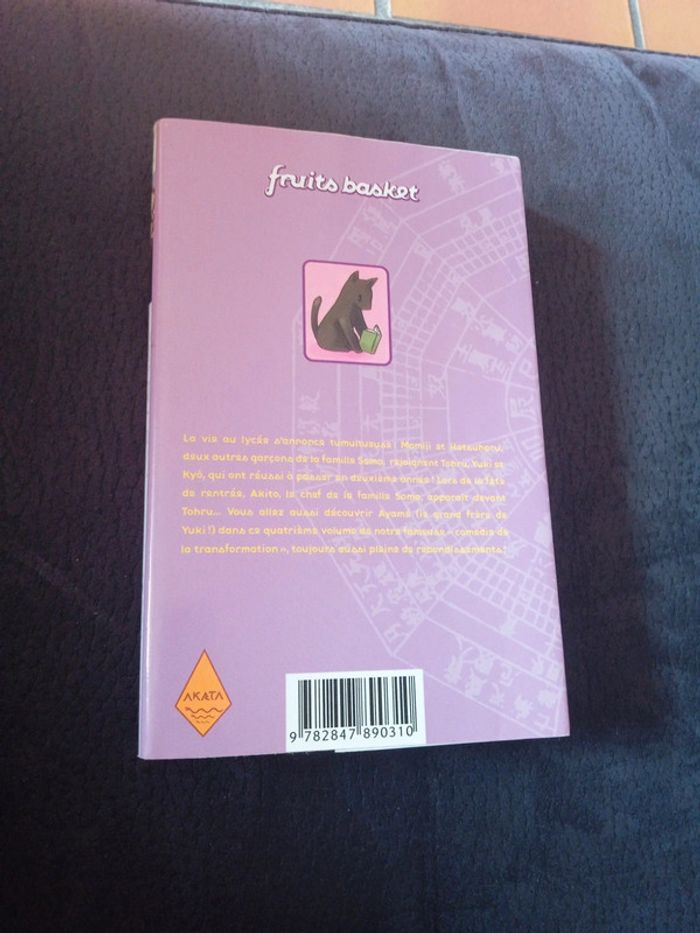 fruits basket
La vie au lycée s'annonce tumultueuse : Momiji et Hatsuharu,
deux autres garçons de la famille Soma, rejoignent Tohru, Yuki et
Kyô, qui ont réussi à passer en deuxième année ! Lors de la fête
de rentrée, Akito, le chef de la famille Soma, apparaît devant
Tohru... Vous allez aussi découvrir Ayame (le grand frère de
Yuki !) dans ce quatrième volume de notre fameuse « comédie de
la transformation », toujours aussi pleine de rebondissements !
AKATA
9 782847 890310